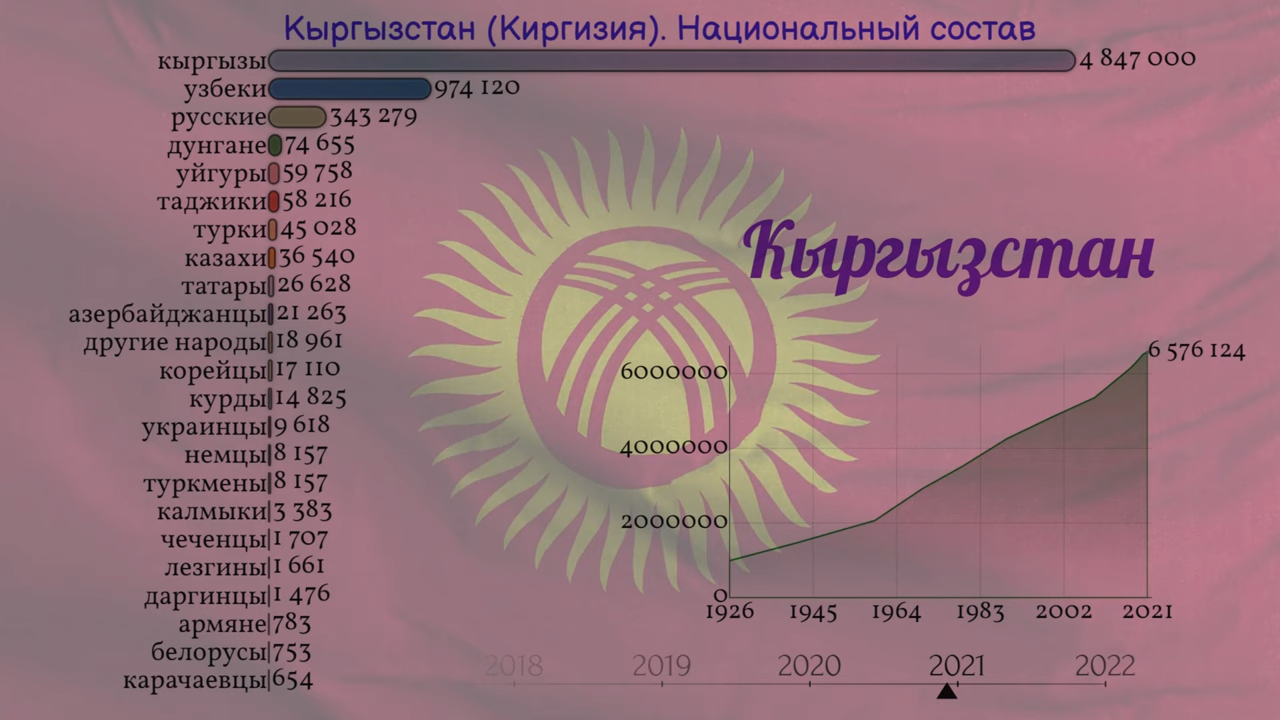 Кыргызстан (Киргизия). Национальный состав
кыргызы 4 847 000
узбеки 974 120
русские 343 279
дунгане 74 655
уйгуры 59 758
таджики 58 216
турки 45 028
казахи 36 540
татары 26 628
азербайджанцы 21 263
другие народы 18 961
корейцы 17 110
курды 14 825
украинцы 9 618
немцы 8 157
туркмены 8 157
калмыки 3 383
чеченцы 1 707
лезгины 1 661
даргинцы 1 476
армяне 783
белорусы 753
карачаевцы 654
Кыргызстан
6 576 124
6000000
4000000
2000000
0
1926 1945 1964 1983 2002 2021
2018 2019 2020 2021 2022